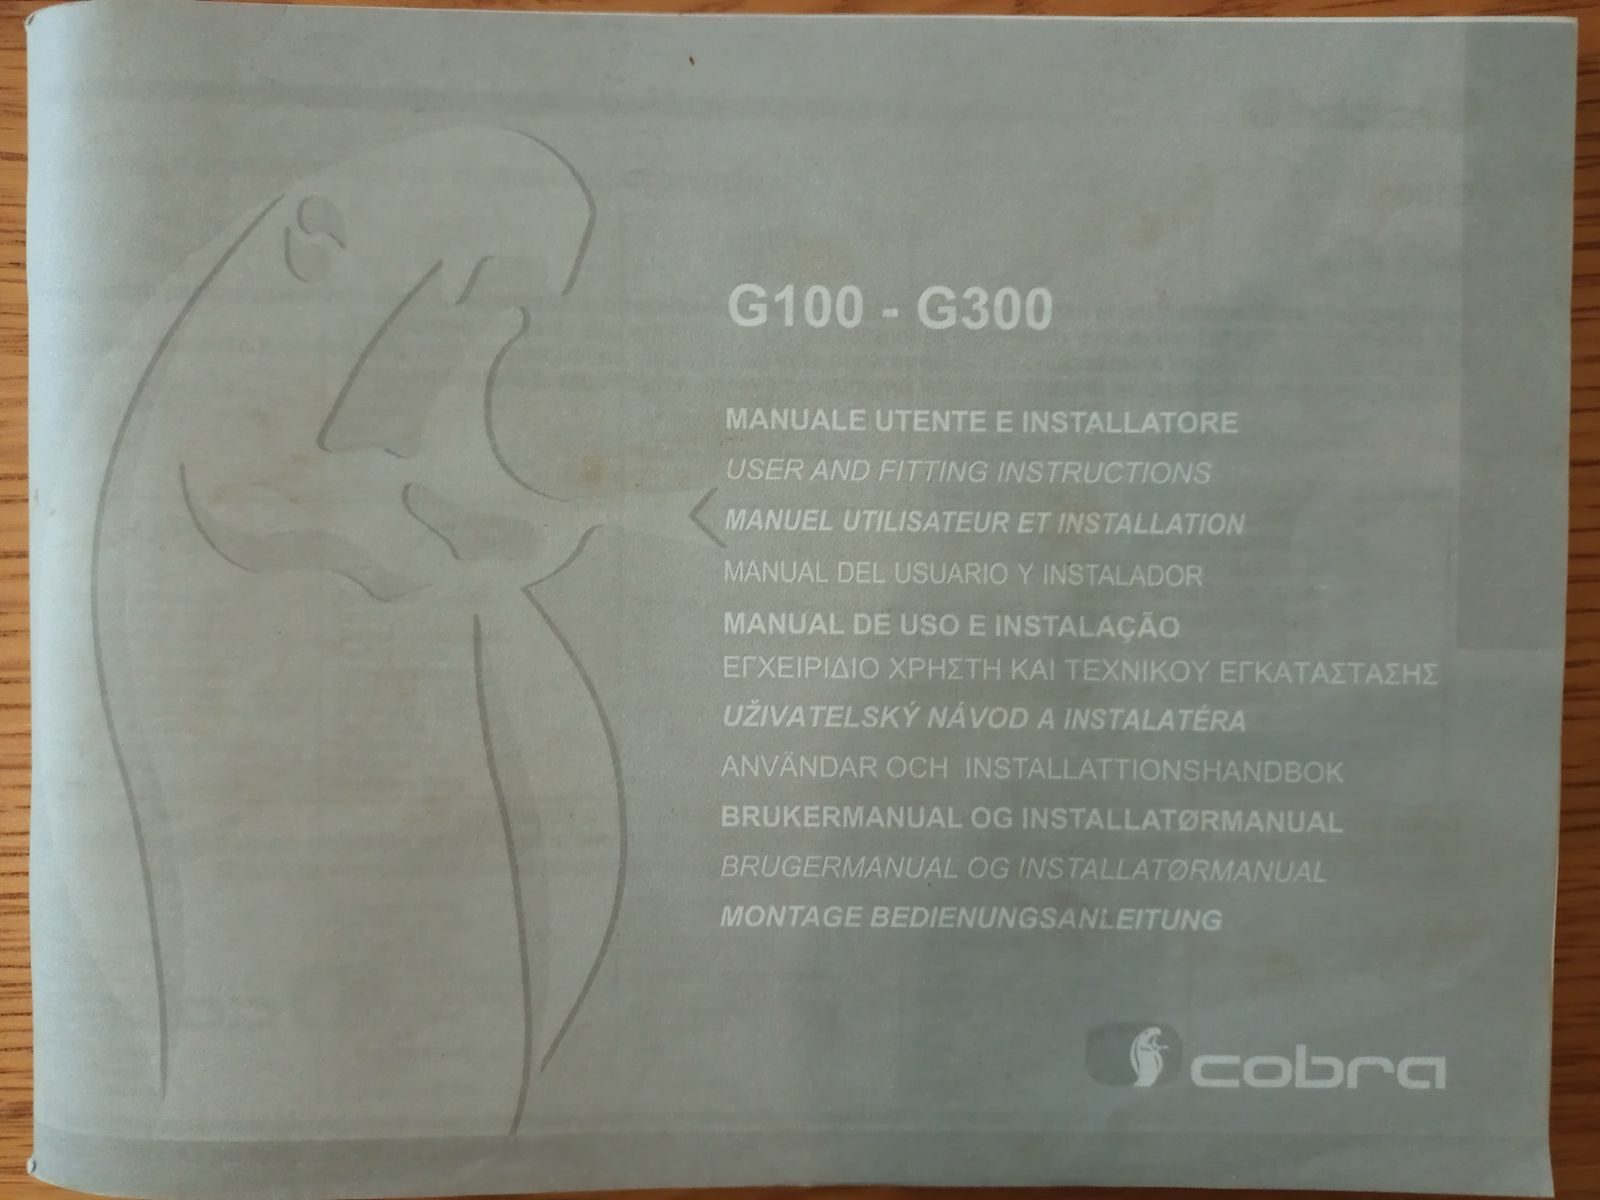 G100 - G300
MANUALE UTENTE E INSTALLATORE
USER AND FITTING INSTRUCTIONS
MANUEL UTILISATEUR ET INSTALLATION
MANUAL DEL USUARIO Y INSTALADOR
MANUAL DE USO E INSTALAÇÃO
ΕΓΧΕΙΡΙΔΙΟ ΧΡΗΣΤΗ ΚΑΙ ΤΕΧΝΙΚΟΥ ΕΓΚΑΤΑΣΤΑΣΗΣ
UŽIVATELSKÝ NÁVOD A INSTALATÉRA
ANVÄNDAR OCH INSTALLATTIONSHANDBOK
BRUKERMANUAL OG INSTALLATØRMANUAL
BRUGERMANUAL OG INSTALLATØRMANUAL
MONTAGE BEDIENUNGSANLEITUNG
cobra